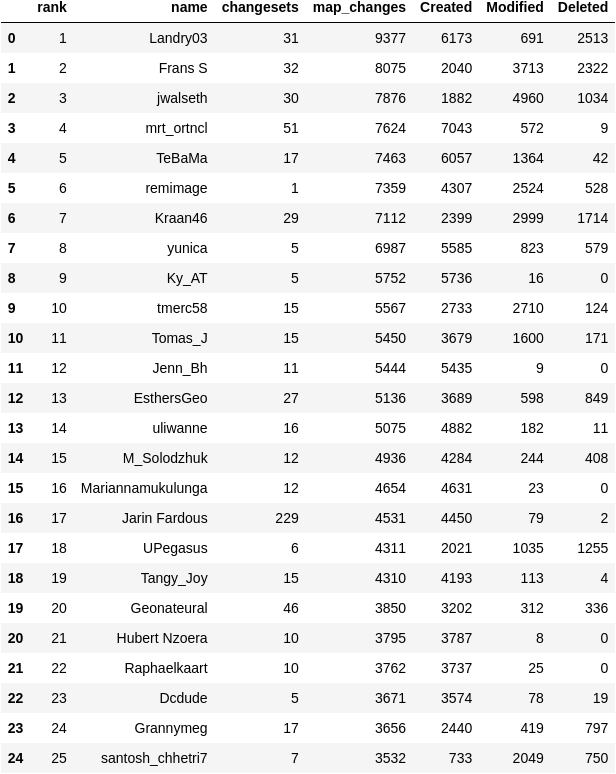 rank name changesets map_changes Created Modified Deleted
0 1 Landry03 31 9377 6173 691 2513
1 2 Frans S 32 8075 2040 3713 2322
2 3 jwalseth 30 7876 1882 4960 1034
3 4 mrt_ortncl 51 7624 7043 572 9
4 5 TeBaMa 17 7463 6057 1364 42
5 6 remimage 1 7359 4307 2524 528
6 7 Kraan46 29 7112 2399 2999 1714
7 8 yunica 5 6987 5585 823 579
8 9 Ky_AT 5 5752 5736 16 0
9 10 tmerc58 15 5567 2733 2710 124
10 11 Tomas_J 15 5450 3679 1600 171
11 12 Jenn_Bh 11 5444 5435 9 0
12 13 EsthersGeo 27 5136 3689 598 849
13 14 uliwanne 16 5075 4882 182 11
14 15 M_Solodzhuk 12 4936 4284 244 408
15 16 Mariannamukulunga 12 4654 4631 23 0
16 17 Jarin Fardous 229 4531 4450 79 2
17 18 UPegasus 6 4311 2021 1035 1255
18 19 Tangy_Joy 15 4310 4193 113 4
19 20 Geonateural 46 3850 3202 312 336
20 21 Hubert Nzoera 10 3795 3787 8 0
21 22 Raphaelkaart 10 3762 3737 25 0
22 23 Dcdude 5 3671 3574 78 19
23 24 Grannymeg 17 3656 2440 419 797
24 25 santosh_chhetri7 7 3532 733 2049 750